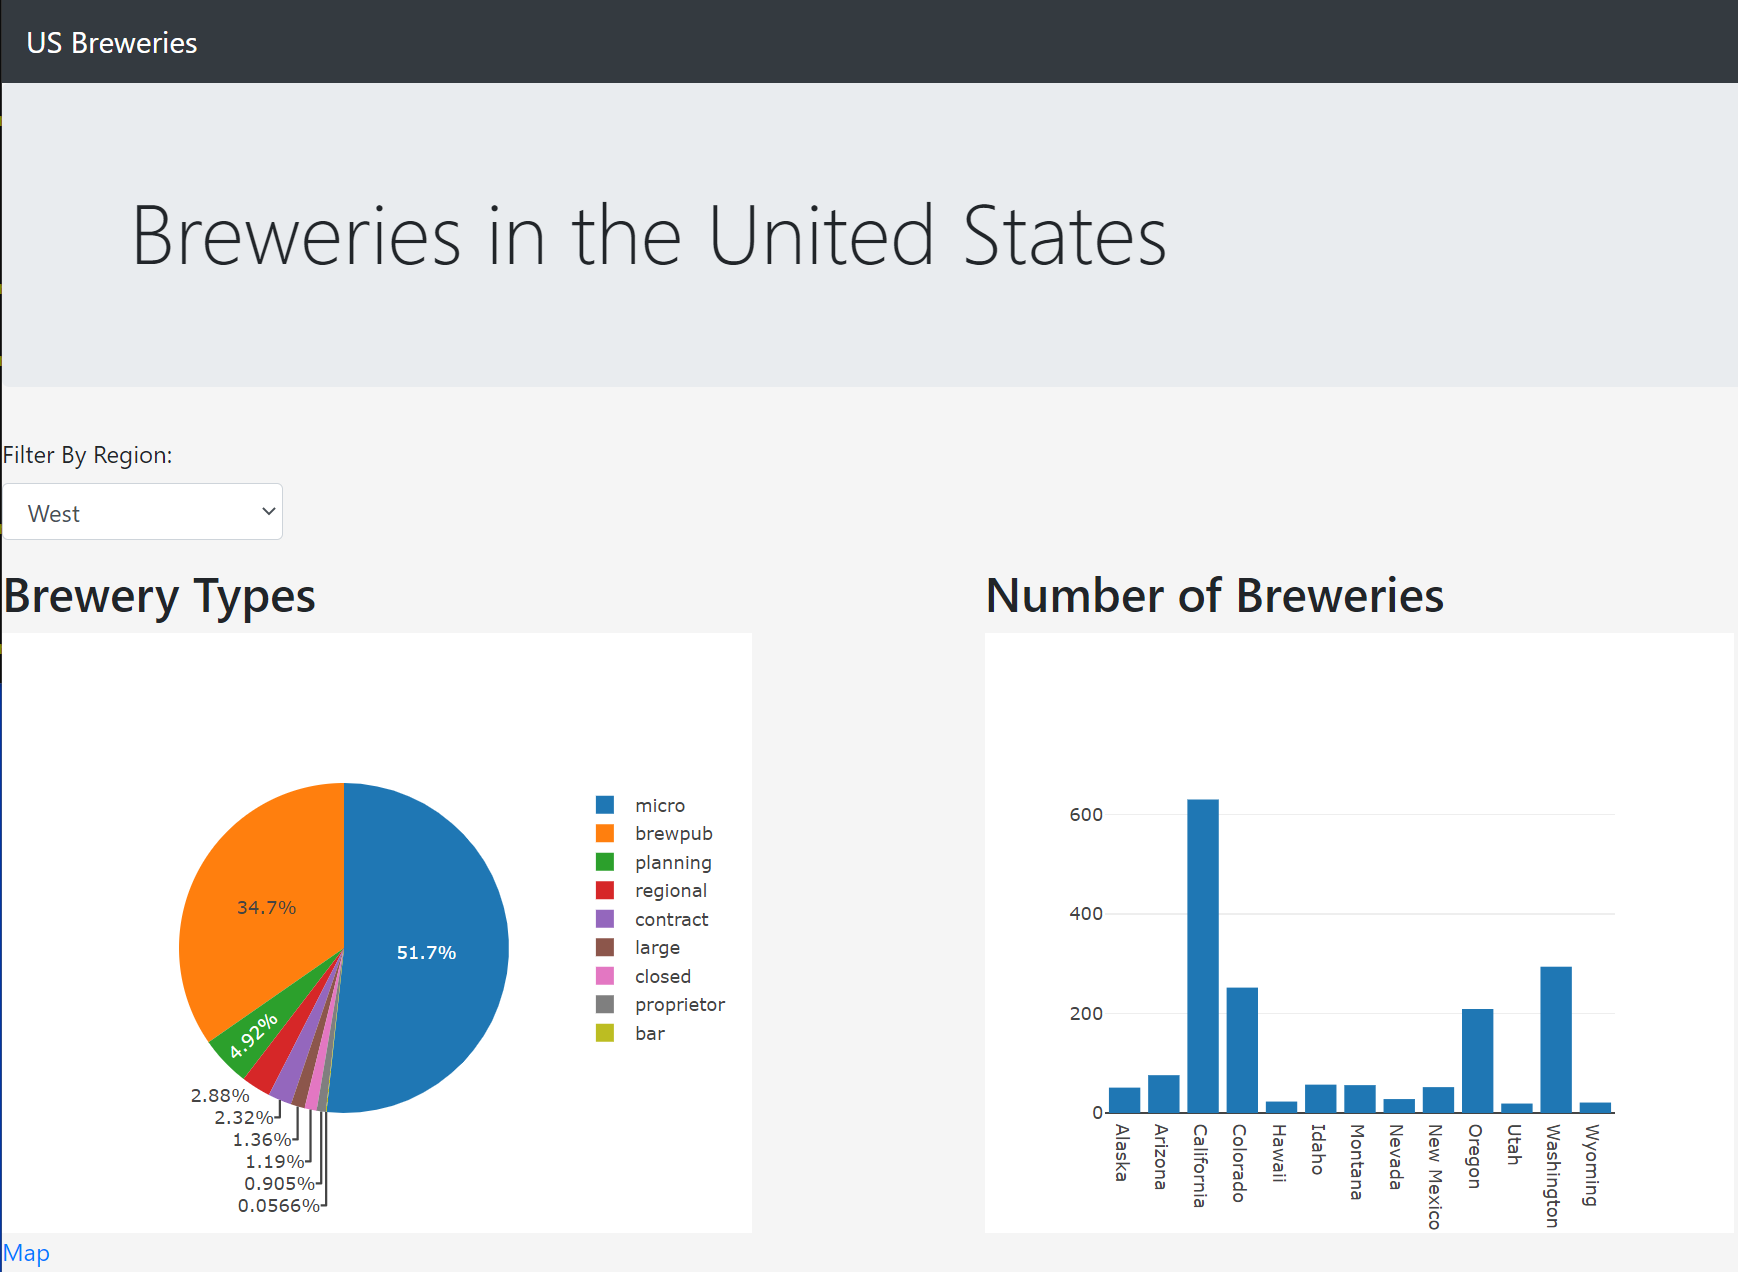 US Breweries
Breweries in the United States
Filter By Region:
West
Brewery Types
34.7%
51.7%
4.92%
2.88%
2.32%
1.36%
1.19%
0.905%
0.0566%
micro
brewpub
planning
regional
contract
large
closed
proprietor
bar
Number of Breweries
600
400
200
0
Alaska
Arizona
California
Colorado
Hawaii
Idaho
Montana
Nevada
New Mexico
Oregon
Utah
Washington
Wyoming
Map